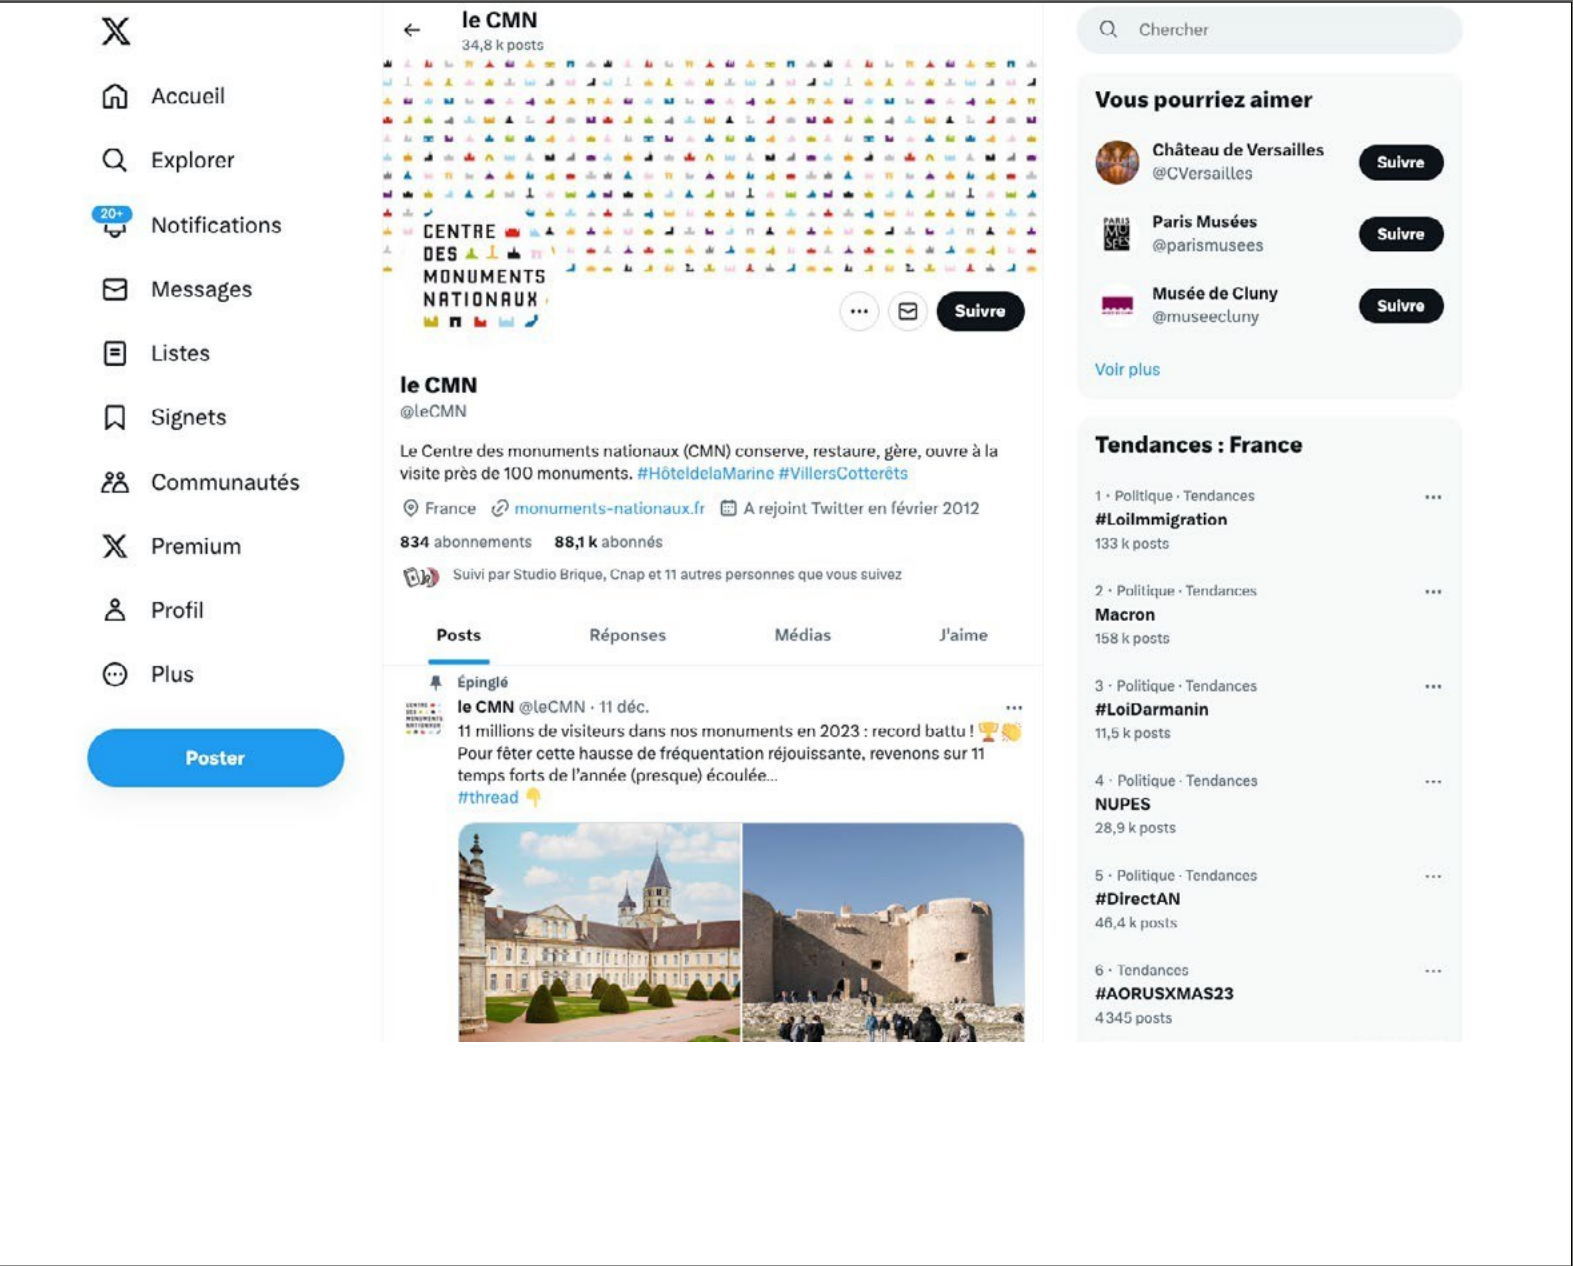 Accueil
Explorer
20+
Notifications
Messages
Listes
Signets
Communautés
Premium
Profil
Plus
Poster
le CMN
34,8 k posts
CENTRE
DES
MONUMENTS
NATIONAUX
Suivre
le CMN
@leCMN
Le Centre des monuments nationaux (CMN) conserve, restaure, gère, ouvre à la
visite près de 100 monuments. #HôteldelaMarine #VillersCotterêts
France monuments-nationaux.fr A rejoint Twitter en février 2012
834 abonnements 88,1 k abonnés
Suivi par Studio Brique, Cnap et 11 autres personnes que vous suivez
Posts Réponses Médias J'aime
Épinglé
le CMN @leCMN · 11 déc.
11 millions de visiteurs dans nos monuments en 2023 : record battu ! 🏆👏
Pour fêter cette hausse de fréquentation réjouissante, revenons sur 11
temps forts de l'année (presque) écoulée...
#thread 👇
Chercher
Vous pourriez aimer
Château de Versailles
@CVersailles
Suivre
PARIS
MU
SÉES
Paris Musées
@parismusees
Suivre
Musée de Cluny
@museecluny
Suivre
Voir plus
Tendances : France
1 · Politique · Tendances
#LoiImmigration
133 k posts
2 · Politique · Tendances
Macron
158 k posts
3 · Politique · Tendances
#LoiDarmanin
11,5 k posts
4 · Politique · Tendances
NUPES
28,9 k posts
5 · Politique · Tendances
#DirectAN
46,4 k posts
6 · Tendances
#AORUSXMAS23
4 345 posts